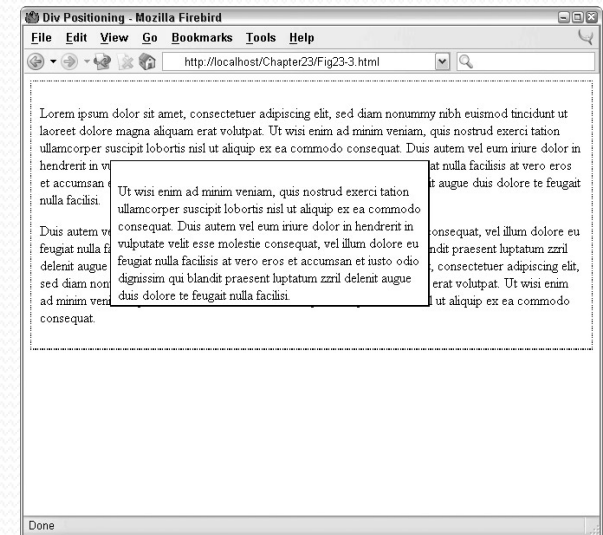 Div Positioning - Mozilla Firebird
File Edit View Go Bookmarks Tools Help
http://localhost/Chapter23/Fig23-3.html
Lorem ipsum dolor sit amet, consectetuer adipiscing elit, sed diam nonummy nibh euismod tincidunt ut
laoreet dolore magna aliquam erat volutpat. Ut wisi enim ad minim veniam, quis nostrud exerci tation
ullamcorper suscipit lobortis nisl ut aliquip ex ea commodo consequat. Duis autem vel eum iriure dolor in
hendrerit in vu at nulla facilisis at vero eros
et accumsan e it augue duis dolore te feugait
nulla facilisi.
Duis autem ve consequat, vel illum dolore eu
feugiat nulla fa ndit praesent luptatum zzril
delenit augue , consectetuer adipiscing elit,
sed diam non erat volutpat. Ut wisi enim
ad minim veni l ut aliquip ex ea commodo
consequat.
Ut wisi enim ad minim veniam, quis nostrud exerci tation
ullamcorper suscipit lobortis nisl ut aliquip ex ea commodo
consequat. Duis autem vel eum iriure dolor in hendrerit in
vulputate velit esse molestie consequat, vel illum dolore eu
feugiat nulla facilisis at vero eros et accumsan et iusto odio
dignissim qui blandit praesent luptatum zzril delenit augue
duis dolore te feugait nulla facilisi.
Done